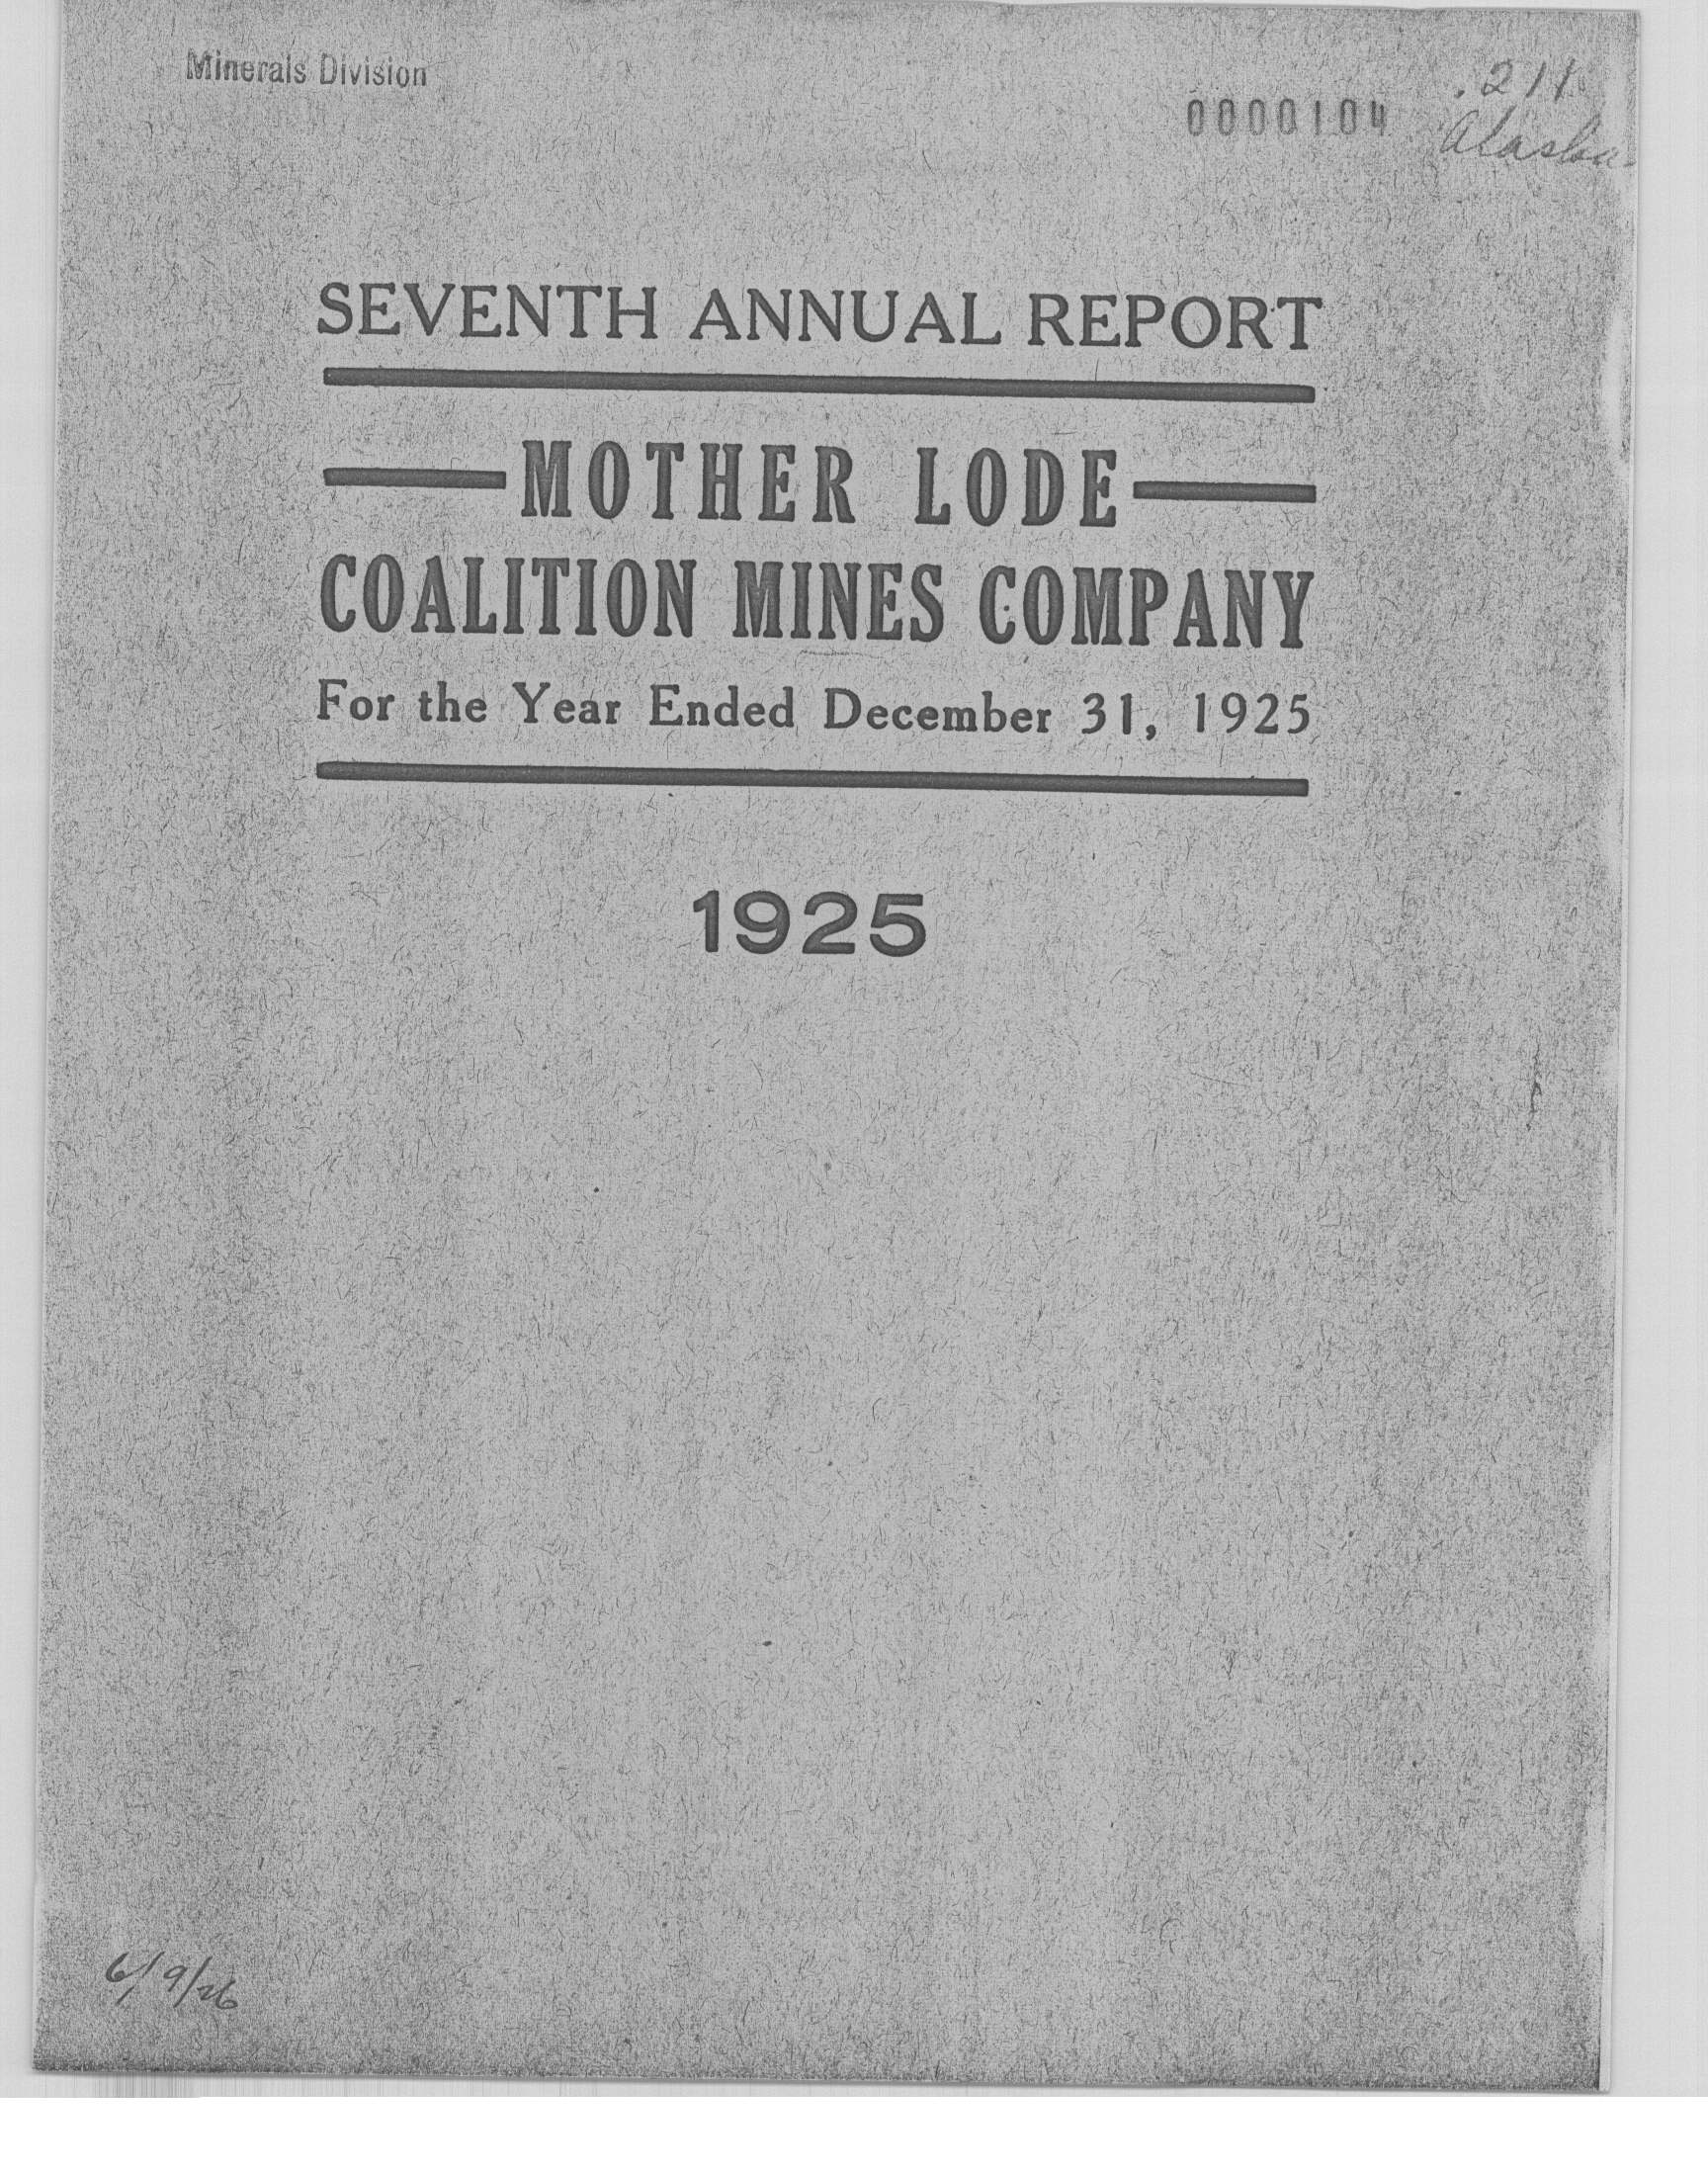 Minerals Division
.211
0000104
Alaska
SEVENTH ANNUAL REPORT
MOTHER LODE
COALITION MINES COMPANY
For the Year Ended December 31, 1925
1925
6/9/26